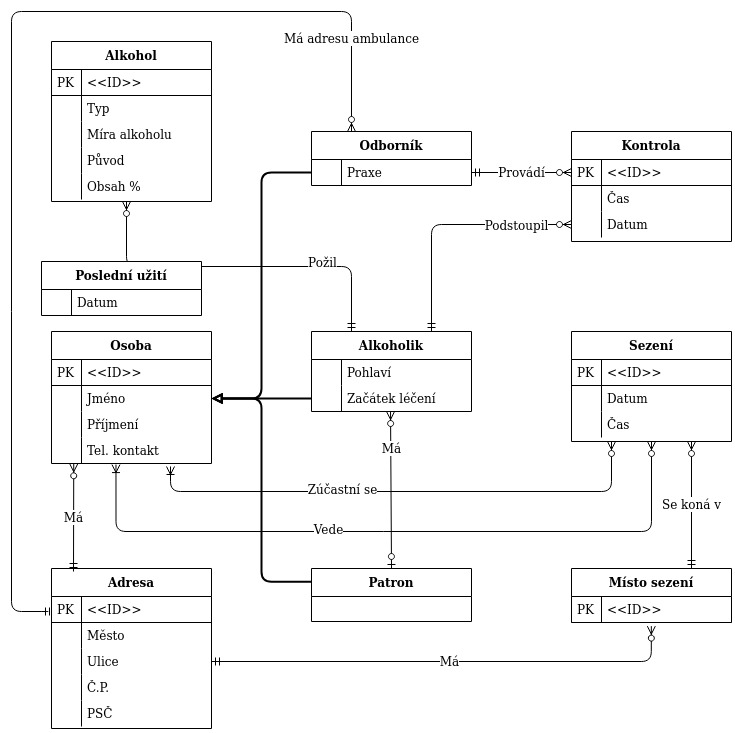 Má adresu ambulance
Alkohol
PK <<ID>>
Typ
Míra alkoholu
Původ
Obsah %
Odborník
Praxe
Provádí
Kontrola
PK <<ID>>
Čas
Datum
Podstoupil
Poslední užití
Datum
Požil
Osoba
PK <<ID>>
Jméno
Příjmení
Tel. kontakt
Alkoholik
Pohlaví
Začátek léčení
Sezení
PK <<ID>>
Datum
Čas
Má
Zúčastní se
Se koná v
Má
Vede
Adresa
PK <<ID>>
Město
Ulice
Č.P.
PSČ
Patron
Místo sezení
PK <<ID>>
Má